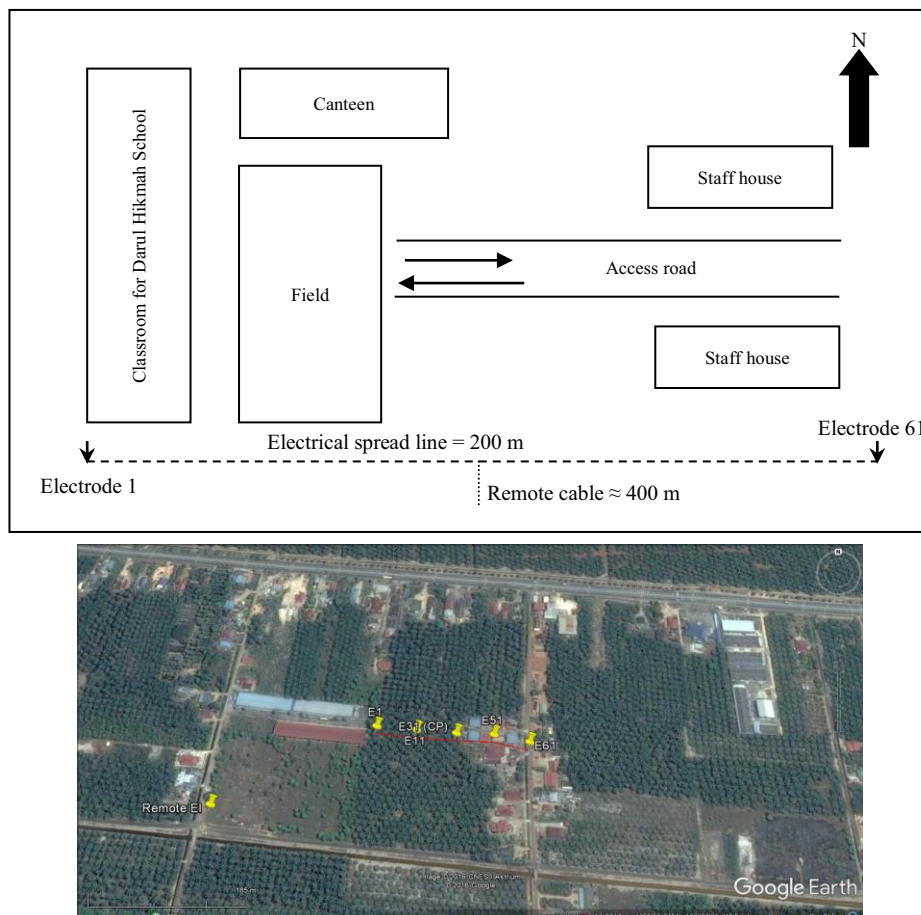 N
Canteen
Classroom for Darul Hikmah School
Staff house
Field
Access road
Staff house
Electrode 61
Electrical spread line = 200 m
Electrode 1
Remote cable ≈ 400 m
N
E1
E31 (CP)
E51
E11
E61
Remote El
185 m
Google Earth